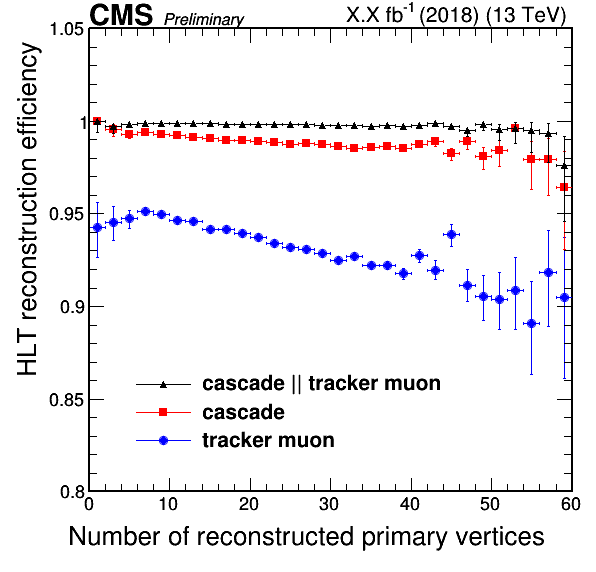 CMS Preliminary X.X fb⁻¹ (2018) (13 TeV)
HLT reconstruction efficiency
1.05
1
0.95
0.9
0.85
0.8
cascade || tracker muon
cascade
tracker muon
0 10 20 30 40 50 60
Number of reconstructed primary vertices